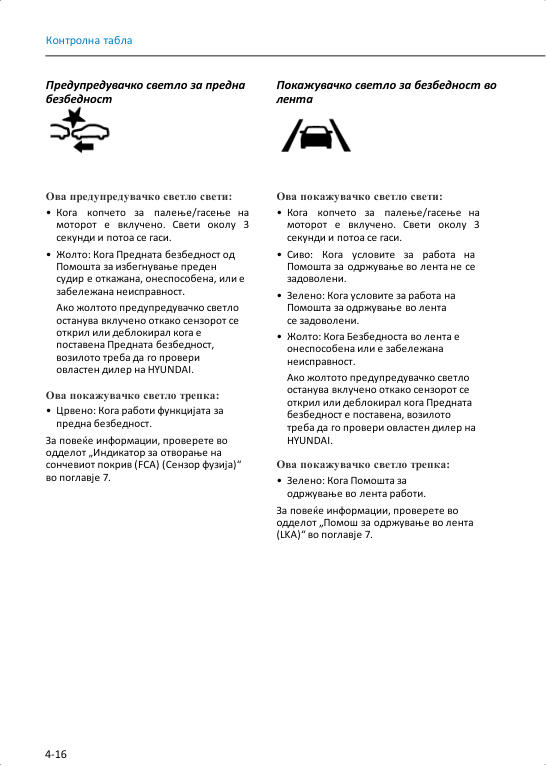 Контролна табла
Предупредувачко светло за предна
безбедност
Ова предупредувачко светло свети:
• Кога копчето за палење/гасење на
моторот е вклучено. Свети околу 3
секунди и потоа се гаси.
• Жолто: Кога Предната безбедност од
Помошта за избегнување преден
судир е откажана, онеспособена, или е
забележана неисправност.
Ако жолтото предупредувачко светло
останува вклучено откако сензорот се
открил или деблокирал кога е
поставена Предната безбедност,
возилото треба да го провери
овластен дилер на HYUNDAI.
Ова покажувачко светло трепка:
• Црвено: Кога работи функцијата за
предна безбедност.
За повеќе информации, проверете во
одделот „Индикатор за отворање на
сончевиот покрив (FCA) (Сензор фузија)“
во поглавје 7.
Покажувачко светло за безбедност во
лента
Ова покажувачко светло свети:
• Кога копчето за палење/гасење на
моторот е вклучено. Свети околу 3
секунди и потоа се гаси.
• Сиво: Кога условите за работа на
Помошта за одржување во лента не се
задоволени.
• Зелено: Кога условите за работа на
Помошта за одржување во лента
се задоволени.
• Жолто: Кога Безбедноста во лента е
онеспособена или е забележана
неисправност.
Ако жолтото предупредувачко светло
останува вклучено откако сензорот се
открил или деблокирал кога Предната
безбедност е поставена, возилото
треба да го провери овластен дилер на
HYUNDAI.
Ова покажувачко светло трепка:
• Зелено: Кога Помошта за
одржување во лента работи.
За повеќе информации, проверете во
одделот „Помош за одржување во лента
(LKA)“ во поглавје 7.
4-16